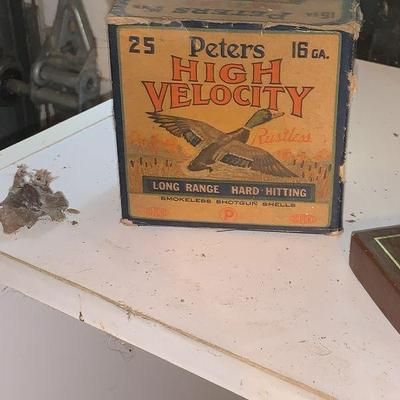 25 Peters 16 GA.
HIGH
VELOCITY
Rustless
LONG RANGE HARD HITTING
SMOKELESS SHOTGUN SHELLS
P